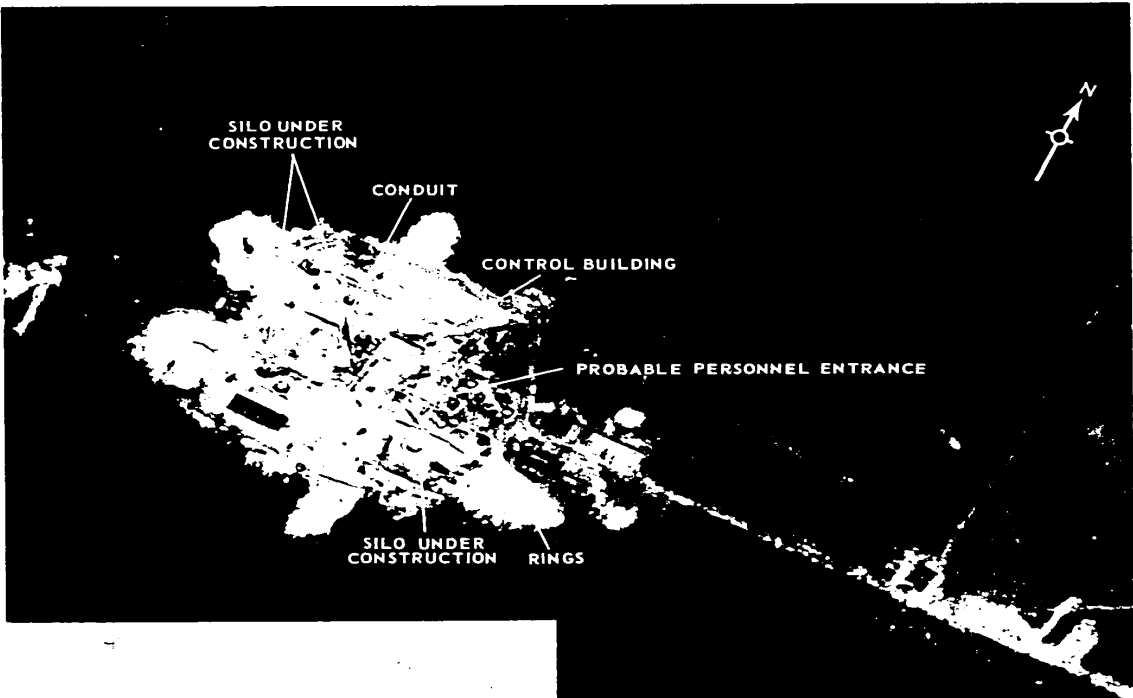 N
SILO UNDER
CONSTRUCTION
CONDUIT
CONTROL BUILDING
PROBABLE PERSONNEL ENTRANCE
SILO UNDER
CONSTRUCTION
RINGS